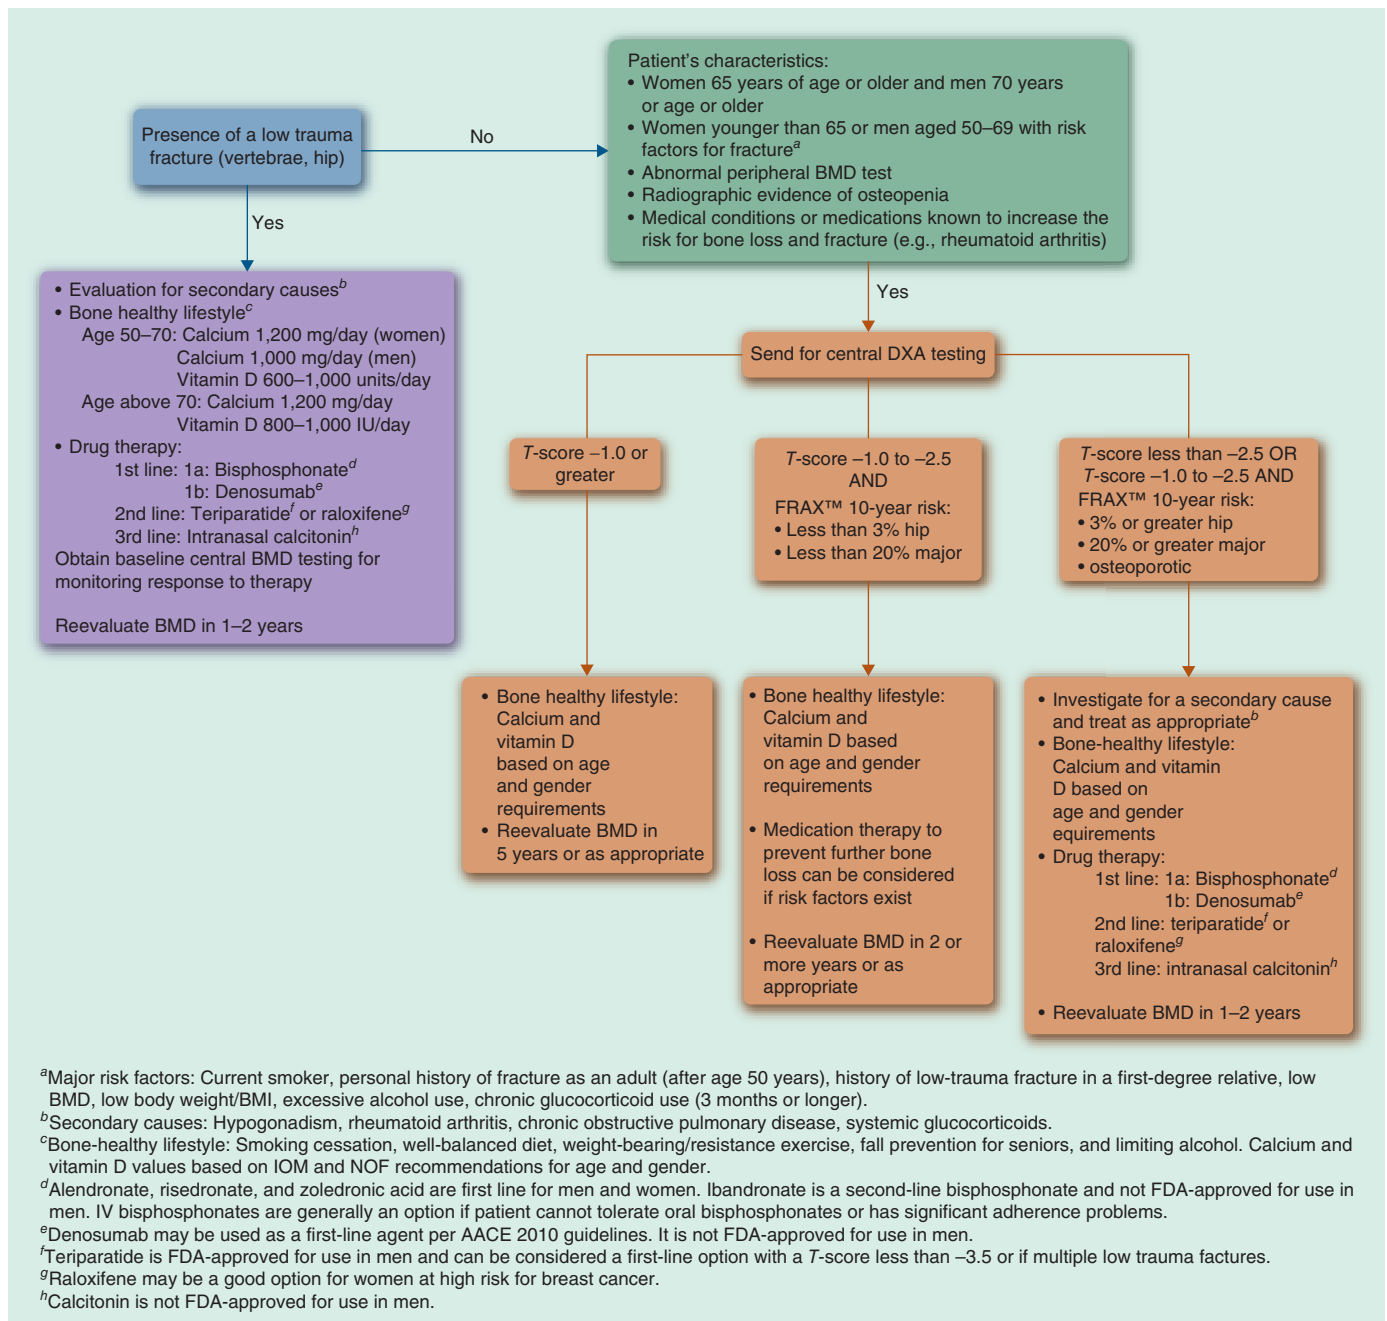 Presence of a low trauma
fracture (vertebrae, hip)
No
Yes
Patient's characteristics:
• Women 65 years of age or older and men 70 years
or age or older
• Women younger than 65 or men aged 50–69 with risk
factors for fractureᵃ
• Abnormal peripheral BMD test
• Radiographic evidence of osteopenia
• Medical conditions or medications known to increase the
risk for bone loss and fracture (e.g., rheumatoid arthritis)
Yes
• Evaluation for secondary causesᵇ
• Bone healthy lifestyleᶜ
Age 50–70: Calcium 1,200 mg/day (women)
Calcium 1,000 mg/day (men)
Vitamin D 600–1,000 units/day
Age above 70: Calcium 1,200 mg/day
Vitamin D 800–1,000 IU/day
• Drug therapy:
1st line: 1a: Bisphosphonateᵈ
1b: Denosumabᵉ
2nd line: Teriparatideᶠ or raloxifeneᵍ
3rd line: Intranasal calcitoninʰ
Obtain baseline central BMD testing for
monitoring response to therapy
Reevaluate BMD in 1–2 years
Send for central DXA testing
T-score –1.0 or
greater
T-score –1.0 to –2.5
AND
FRAX™ 10-year risk:
• Less than 3% hip
• Less than 20% major
T-score less than –2.5 OR
T-score –1.0 to –2.5 AND
FRAX™ 10-year risk:
• 3% or greater hip
• 20% or greater major
• osteoporotic
• Bone healthy lifestyle:
Calcium and
vitamin D
based on age
and gender
requirements
• Reevaluate BMD in
5 years or as appropriate
• Bone healthy lifestyle:
Calcium and
vitamin D based
on age and gender
requirements
• Medication therapy to
prevent further bone
loss can be considered
if risk factors exist
• Reevaluate BMD in 2 or
more years or as
appropriate
• Investigate for a secondary cause
and treat as appropriateᵇ
• Bone-healthy lifestyle:
Calcium and vitamin
D based on
age and gender
equirements
• Drug therapy:
1st line: 1a: Bisphosphonateᵈ
1b: Denosumabᵉ
2nd line: teriparatideᶠ or
raloxifeneᵍ
3rd line: intranasal calcitoninʰ
• Reevaluate BMD in 1–2 years
ᵃMajor risk factors: Current smoker, personal history of fracture as an adult (after age 50 years), history of low-trauma fracture in a first-degree relative, low
BMD, low body weight/BMI, excessive alcohol use, chronic glucocorticoid use (3 months or longer).
ᵇSecondary causes: Hypogonadism, rheumatoid arthritis, chronic obstructive pulmonary disease, systemic glucocorticoids.
ᶜBone-healthy lifestyle: Smoking cessation, well-balanced diet, weight-bearing/resistance exercise, fall prevention for seniors, and limiting alcohol. Calcium and
vitamin D values based on IOM and NOF recommendations for age and gender.
ᵈAlendronate, risedronate, and zoledronic acid are first line for men and women. Ibandronate is a second-line bisphosphonate and not FDA-approved for use in
men. IV bisphosphonates are generally an option if patient cannot tolerate oral bisphosphonates or has significant adherence problems.
ᵉDenosumab may be used as a first-line agent per AACE 2010 guidelines. It is not FDA-approved for use in men.
ᶠTeriparatide is FDA-approved for use in men and can be considered a first-line option with a T-score less than –3.5 or if multiple low trauma factures.
ᵍRaloxifene may be a good option for women at high risk for breast cancer.
ʰCalcitonin is not FDA-approved for use in men.